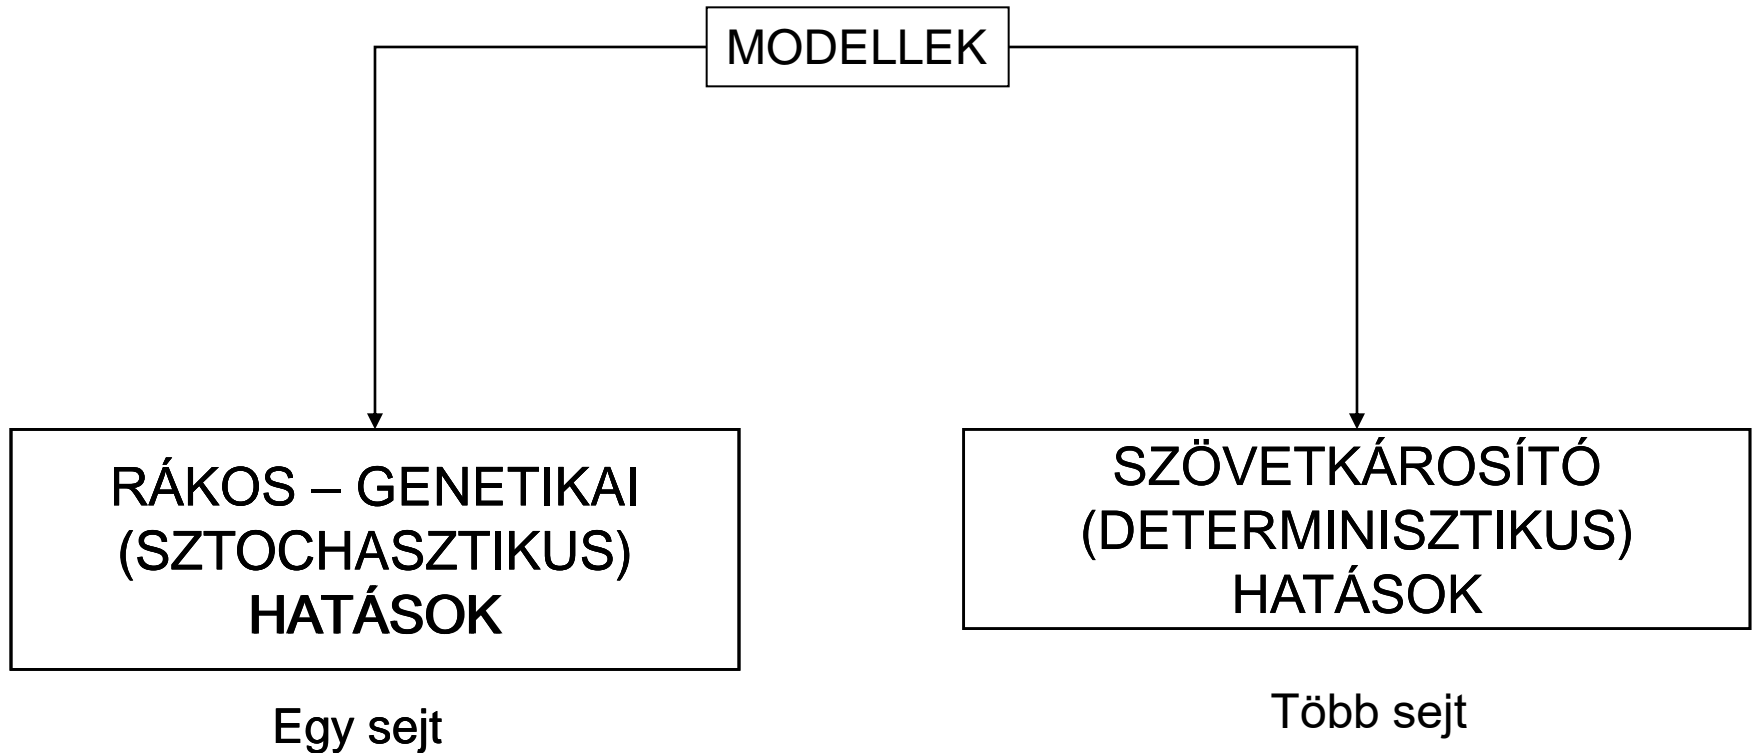 MODELLEK
RÁKOS – GENETIKAI
(SZTOCHASZTIKUS)
HATÁSOK
Egy sejt
SZÖVETKÁROSÍTÓ
(DETERMINISZTIKUS)
HATÁSOK
Több sejt